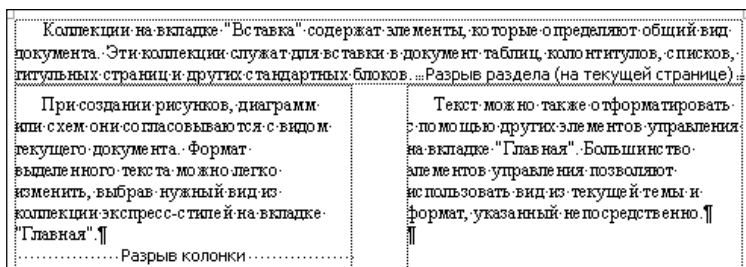 Коллекции на вкладке "Вставка" содержат элементы, которые определяют общий вид
документа. Эти коллекции служат для вставки в документ таблиц, колонтитулов, списков,
титульных страниц и других стандартных блоков. Разрыв раздела (на текущей странице)
При создании рисунков, диаграмм
или схем они согласовываются с видом
текущего документа. Формат
выделенного текста можно легко
изменить, выбрав нужный вид из
коллекции экспресс-стилей на вкладке
"Главная".¶
Разрыв колонки
Текст можно также отформатировать
с помощью других элементов управления
на вкладке "Главная". Большинство
элементов управления позволяют
использовать вид из текущей темы и
формат, указанный непосредственно.¶
¶